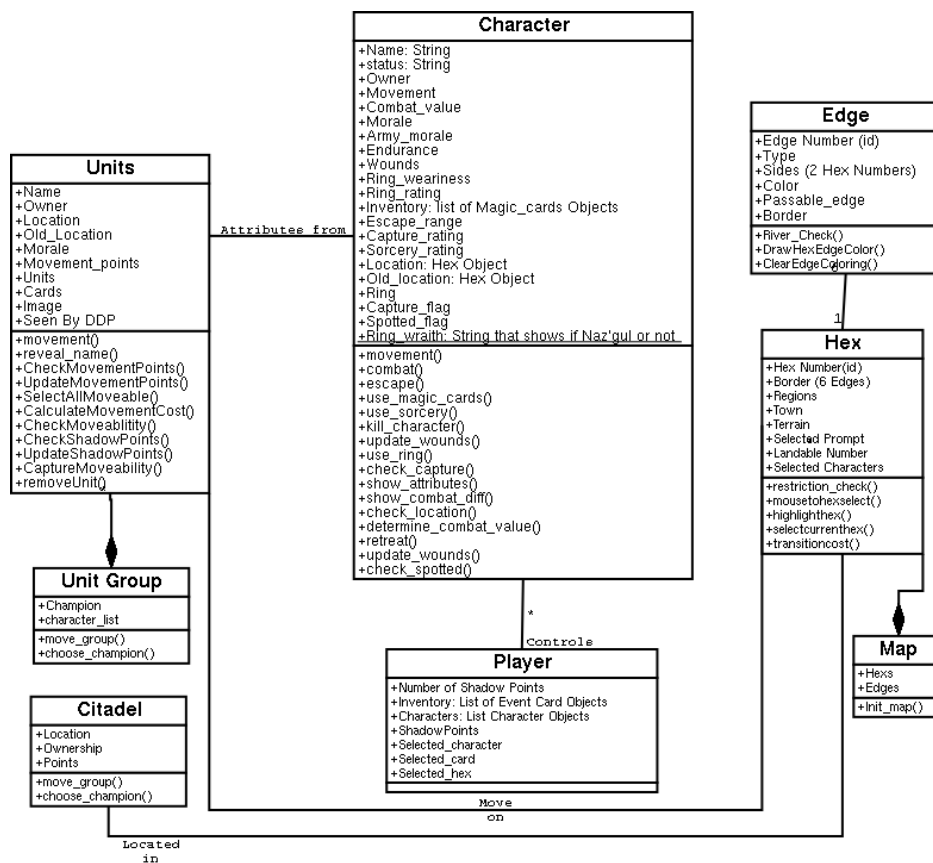 Character
+Name: String
+status: String
+Owner
+Movement
+Combat_value
+Morale
+Army_morale
+Endurance
+Wounds
+Ring_weariness
+Ring_rating
+Inventory: list of Magic_cards Objects
+Escape_range
+Capture_rating
+Sorcery_rating
+Location: Hex Object
+Old_location: Hex Object
+Ring
+Capture_flag
+Spotted_flag
+Ring_wraith: String that shows if Naz'gul or not
+movement()
+combat()
+escape()
+use_magic_cards()
+use_sorcery()
+kill_character()
+update_wounds()
+use_ring()
+check_capture()
+show_attributes()
+show_combat_diff()
+check_location()
+determine_combat_value()
+retreat()
+update_wounds()
+check_spotted()
Units
+Name
+Owner
+Location
+Old_Location
+Morale
+Movement_points
+Units
+Cards
+Image
+Seen By DDP
+movement()
+reveal_name()
+CheckMovementPoints()
+UpdateMovementPoints()
+SelectAllMoveable()
+CalculateMovementCost()
+CheckMoveablitity()
+CheckShadowPoints()
+UpdateShadowPoints()
+CaptureMoveability()
+removeUnit()
*
Attributees from
Edge
+Edge Number (id)
+Type
+Sides (2 Hex Numbers)
+Color
+Passable_edge
+Border
+River_Check()
+DrawHexEdgeColor()
+ClearEdgeColoring()
6
1
Hex
+Hex Number(id)
+Border (6 Edges)
+Regions
+Town
+Terrain
+Selected Prompt
+Landable Number
+Selected Characters
*
+restriction_check()
+mousetohexselect()
+highlighthex()
+selectcurrenthex()
+transitioncost()
Unit Group
+Champion
+character_list
+move_group()
+choose_champion()
*
Controls
Player
+Number of Shadow Points
+Inventory: List of Event Card Objects
+Characters: List Character Objects
+ShadowPoints
+Selected_character
+Selected_card
+Selected_hex
Map
+Hexs
+Edges
+Init_map()
Citadel
+Location
+Ownership
+Points
+move_group()
+choose_champion()
Move
on
Located
in